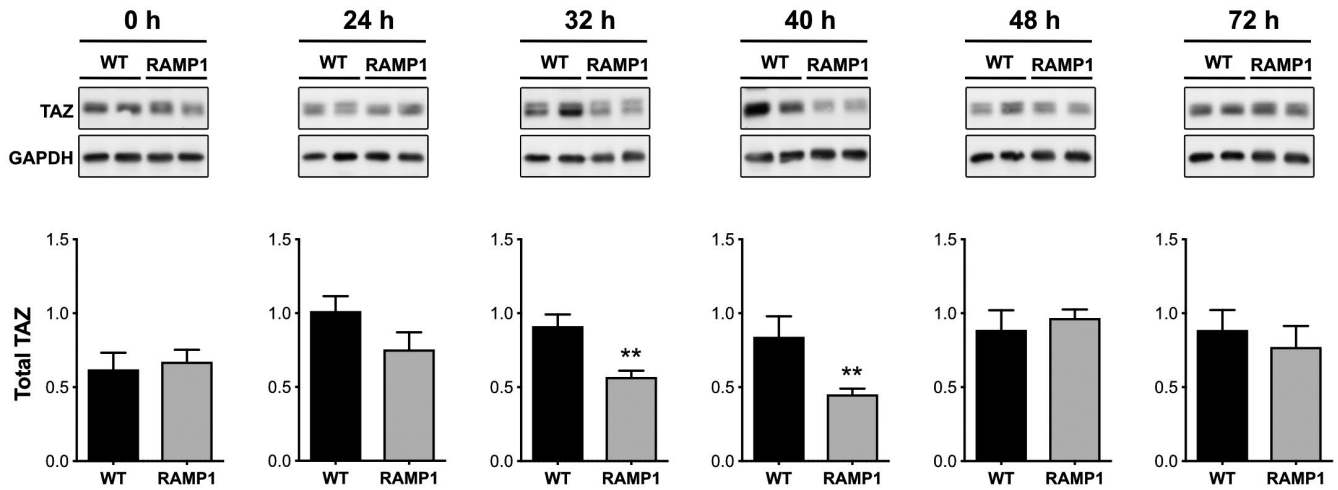 0 h 24 h 32 h 40 h 48 h 72 h
WT RAMP1 WT RAMP1 WT RAMP1 WT RAMP1 WT RAMP1 WT RAMP1
TAZ
GAPDH
1.5 1.5 1.5 1.5 1.5 1.5
1.0 1.0 1.0 1.0 1.0 1.0
Total TAZ
** **
0.5 0.5 0.5 0.5 0.5 0.5
0.0 0.0 0.0 0.0 0.0 0.0
WT RAMP1 WT RAMP1 WT RAMP1 WT RAMP1 WT RAMP1 WT RAMP1